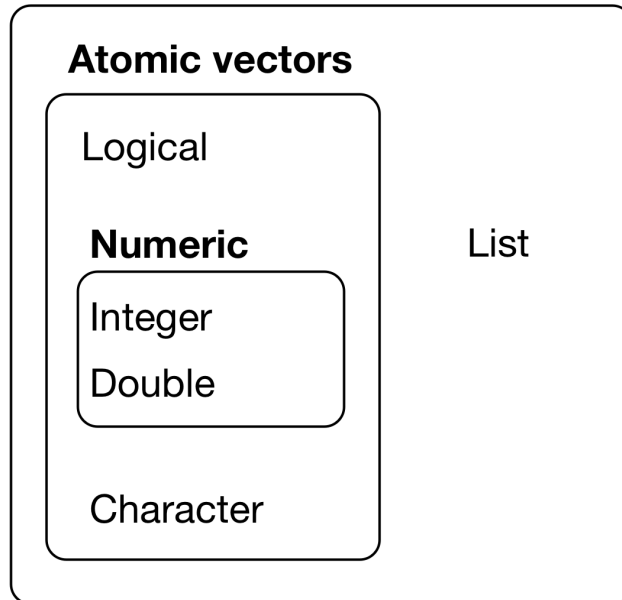 Atomic vectors
Logical
Numeric
List
Integer
Double
Character